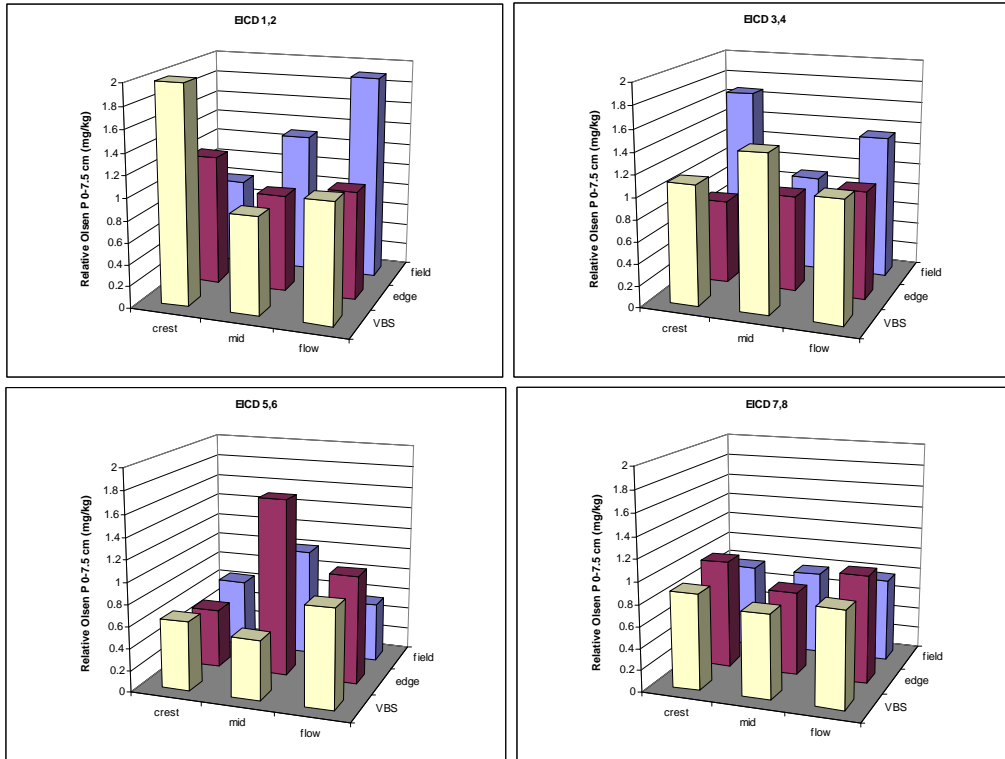 EICD 1,2
Relative Olsen P 0-7.5 cm (mg/kg)
2
1.8
1.6
1.4
1.2
1
0.8
0.6
0.4
0.2
0
crest
mid
flow
VBS
edge
field
EICD 3,4
Relative Olsen P 0-7.5 cm (mg/kg)
2
1.8
1.6
1.4
1.2
1
0.8
0.6
0.4
0.2
0
crest
mid
flow
VBS
edge
field
EICD 5,6
Relative Olsen P 0-7.5 cm (mg/kg)
2
1.8
1.6
1.4
1.2
1
0.8
0.6
0.4
0.2
0
crest
mid
flow
VBS
edge
field
EICD 7,8
Relative Olsen P 0-7.5 cm (mg/kg)
2
1.8
1.6
1.4
1.2
1
0.8
0.6
0.4
0.2
0
crest
mid
flow
VBS
edge
field